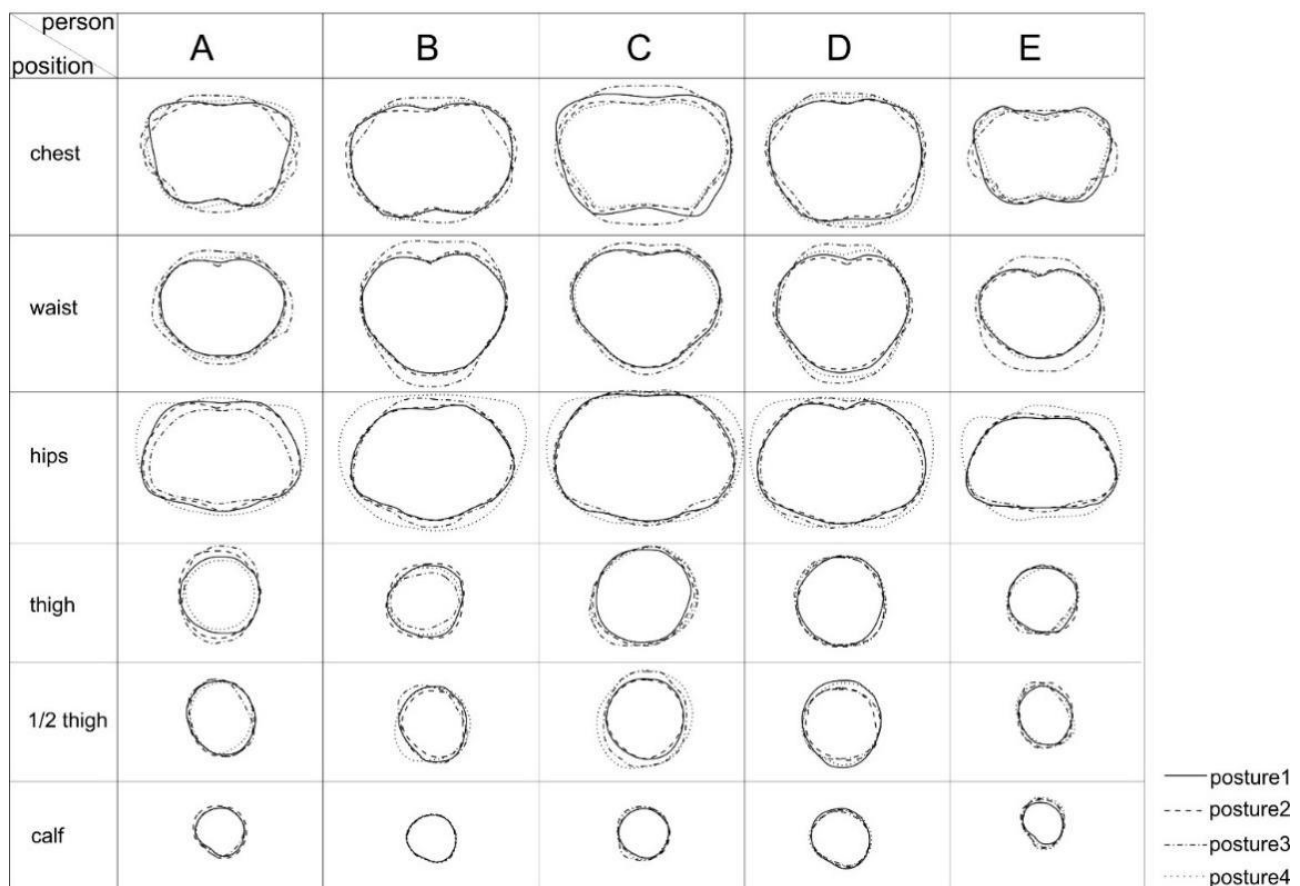 person
position
A B C D E
chest
waist
hips
thigh
1/2 thigh
calf
posture1
posture2
posture3
posture4